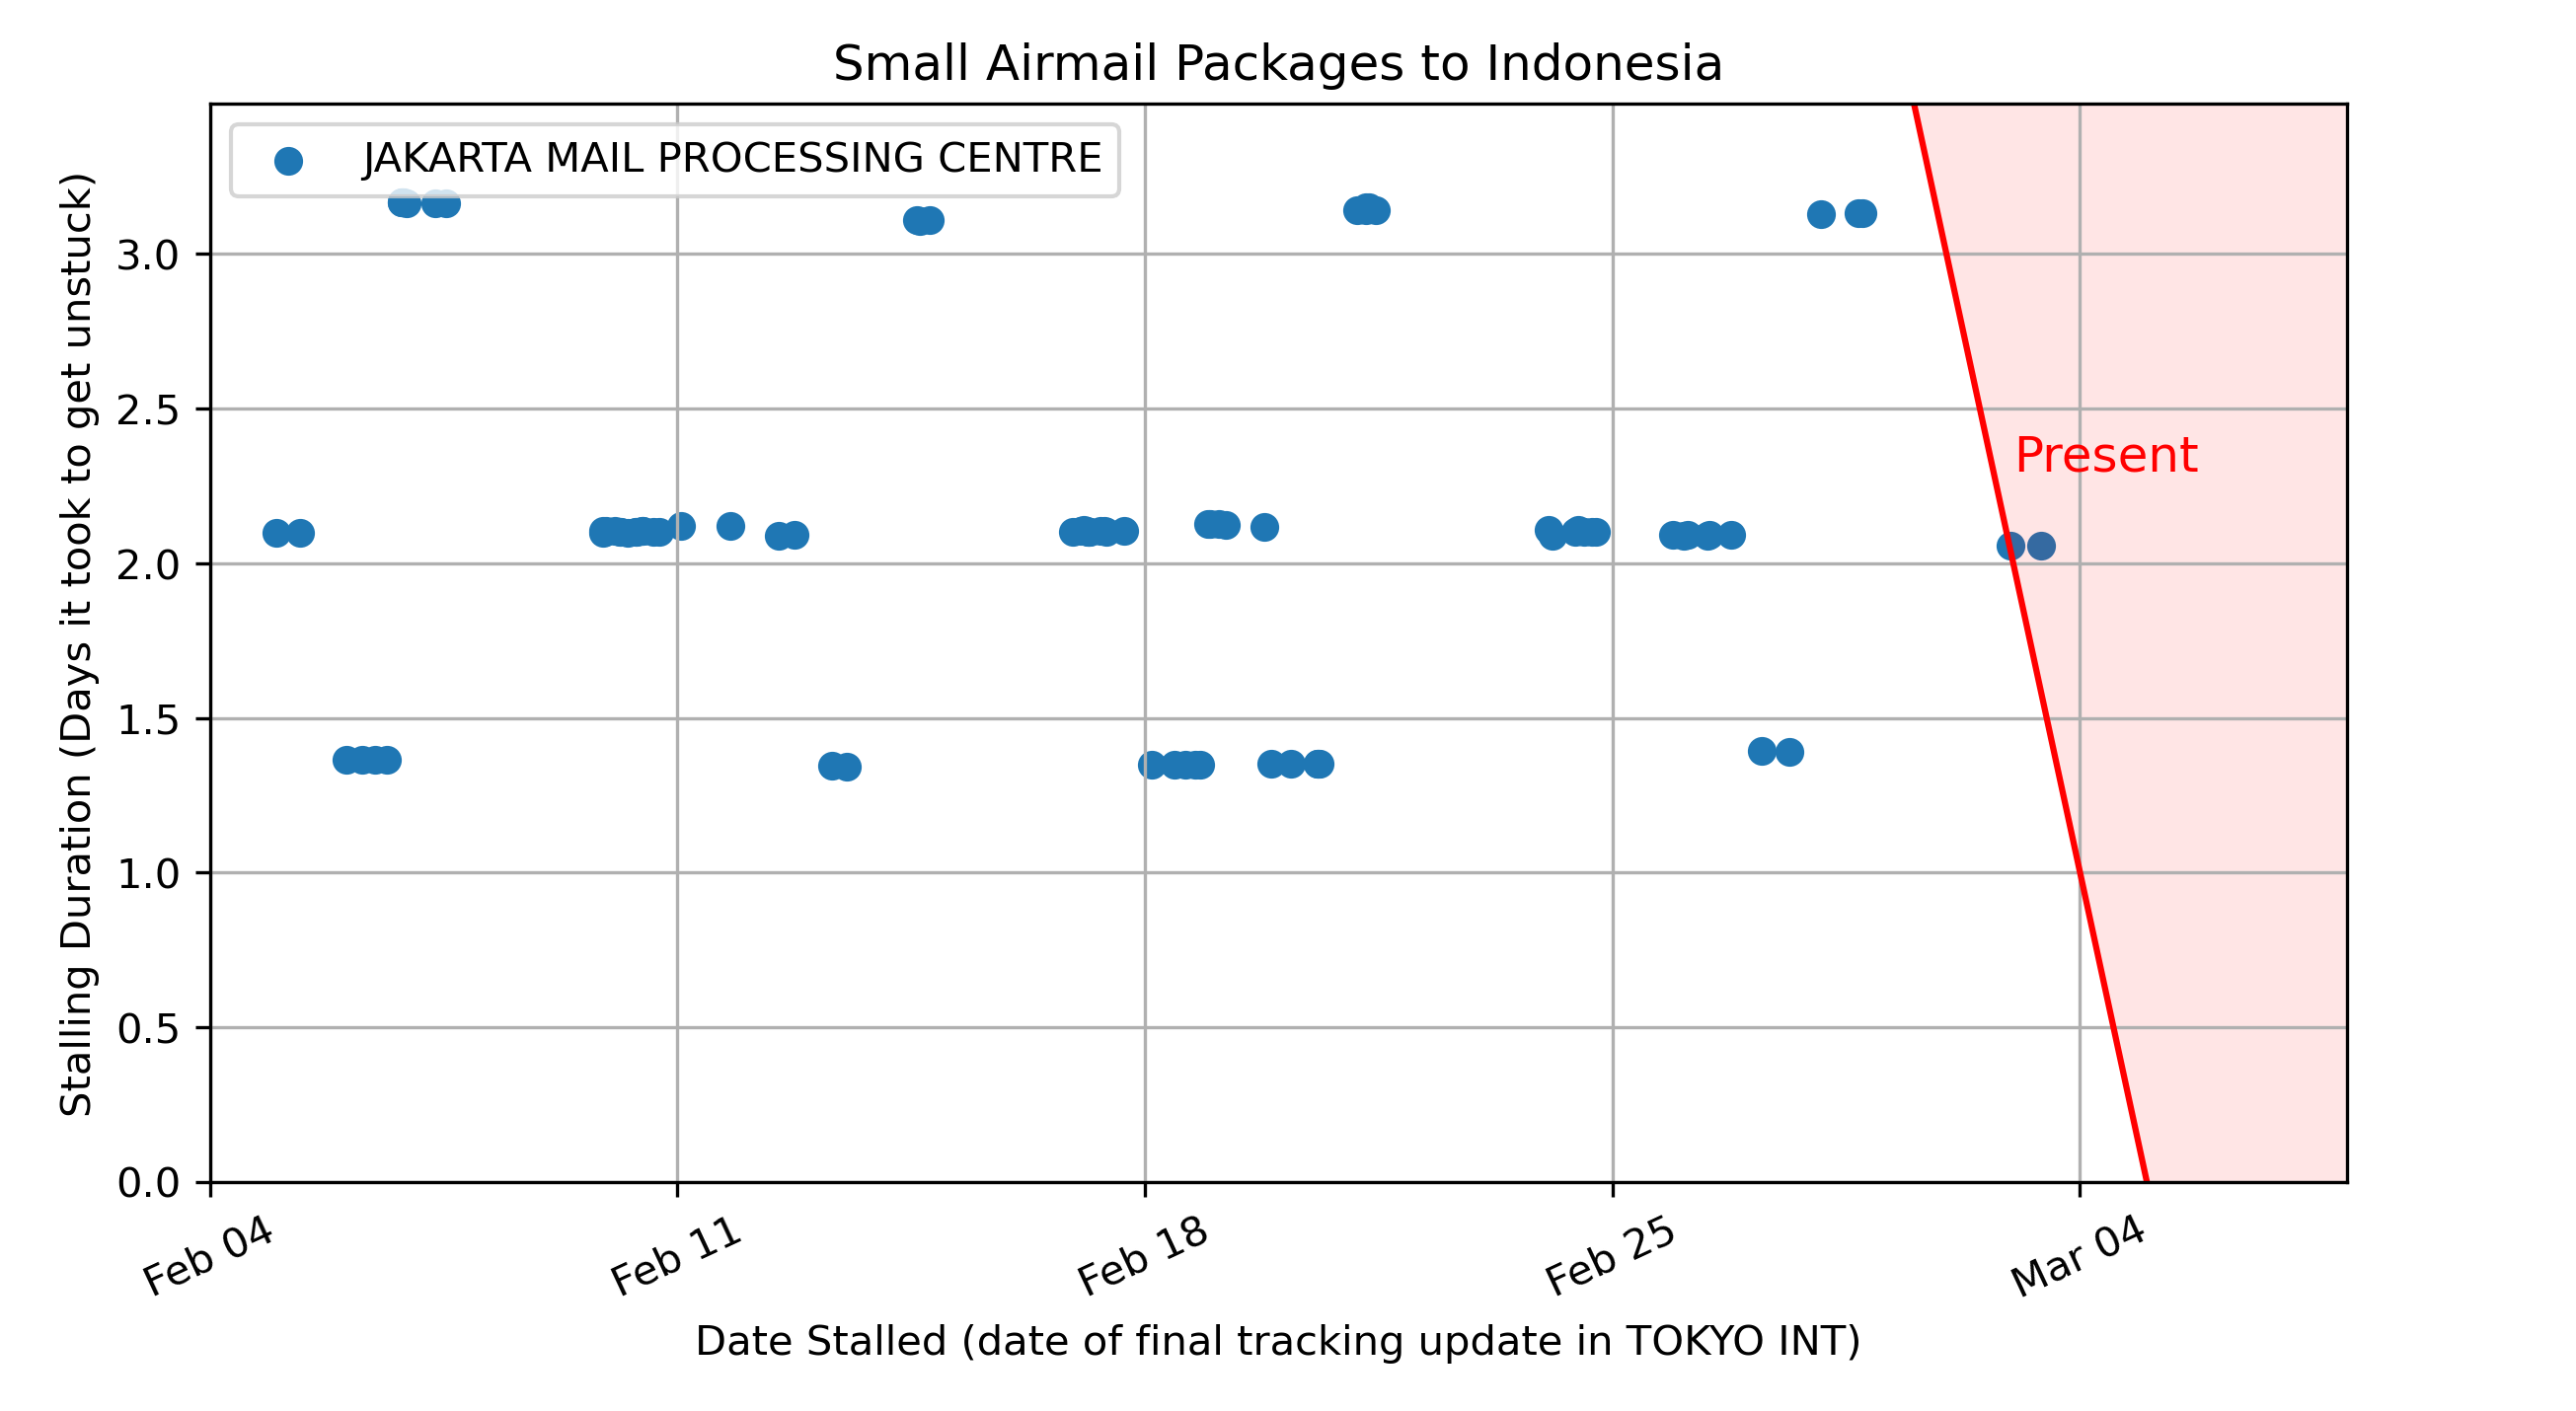 Small Airmail Packages to Indonesia
JAKARTA MAIL PROCESSING CENTRE
Stalling Duration (Days it took to get unstuck)
3.0
2.5
2.0
1.5
1.0
0.5
0.0
Present
Feb 04
Feb 11
Feb 18
Feb 25
Mar 04
Date Stalled (date of final tracking update in TOKYO INT)